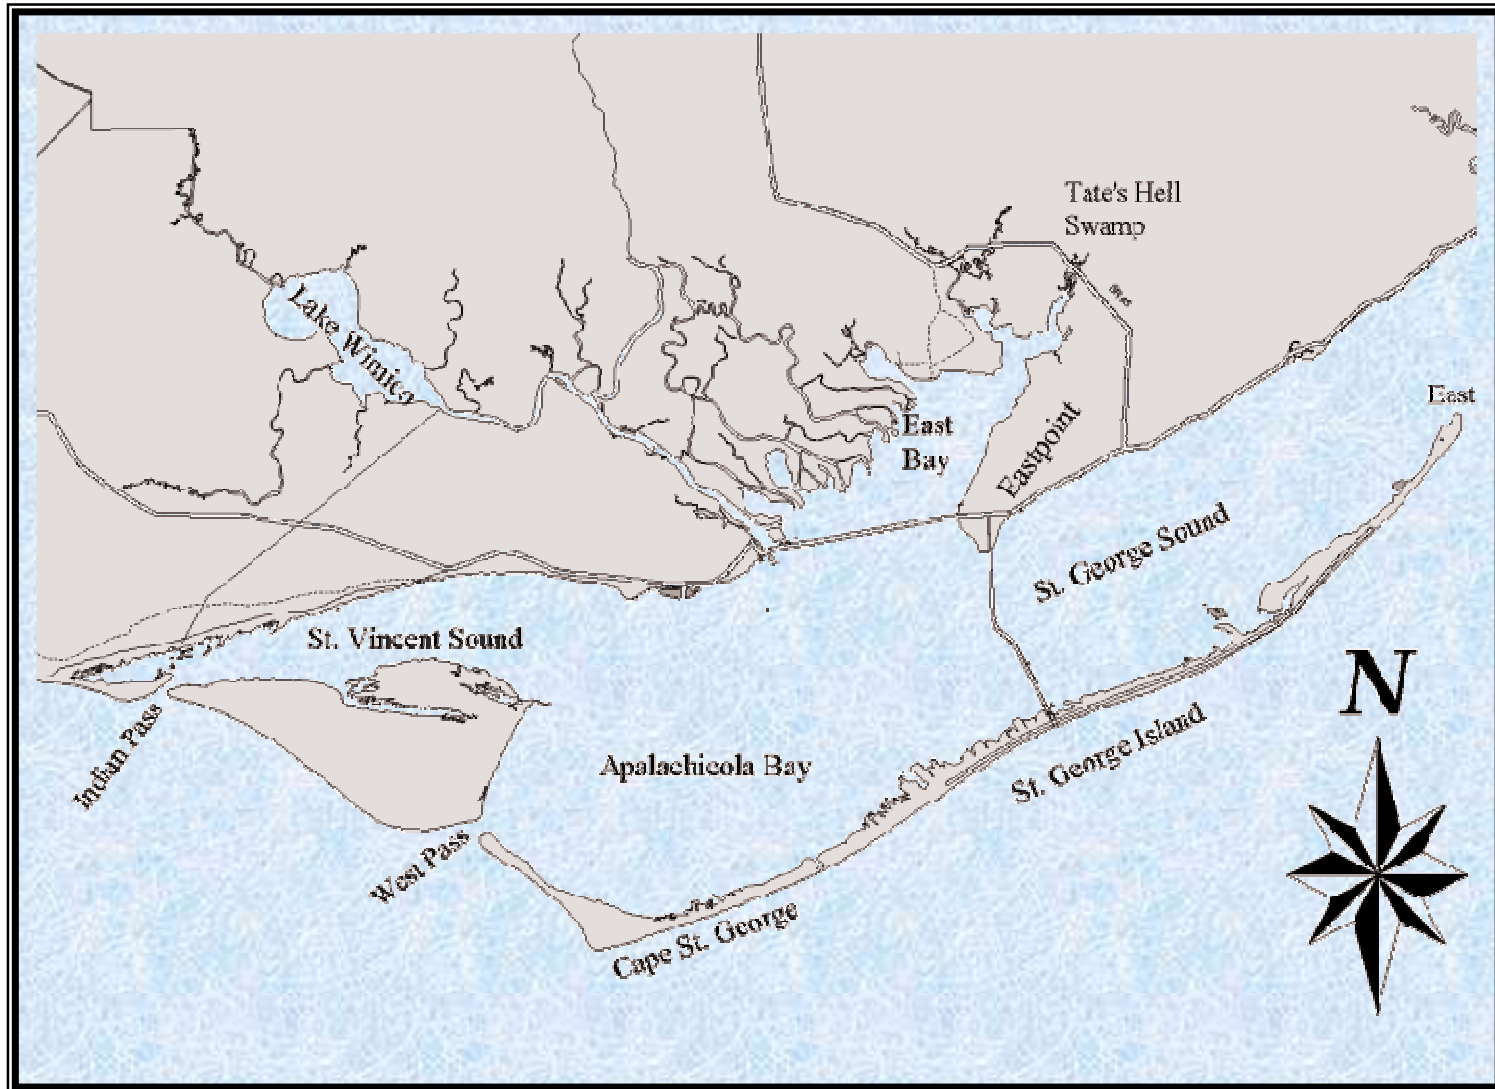 Tate's Hell
Swamp
Lake Wimico
East
East
Bay
Eastpoint
St. George Sound
St. Vincent Sound
N
Indian Pass
St. George Island
Apalachicola Bay
West Pass
Cape St. George